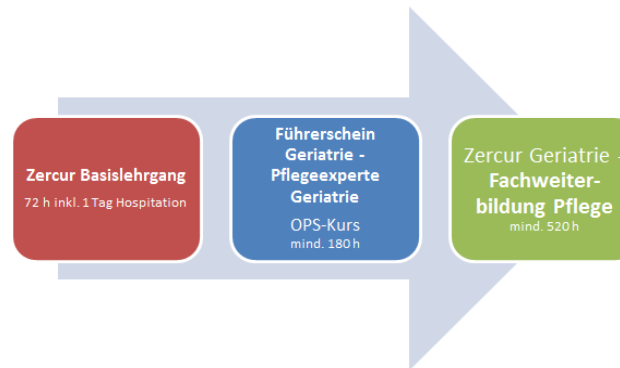 Zercur Basislehrgang
72 h inkl. 1 Tag Hospitation
Führerschein
Geriatrie -
Pflegeexperte
Geriatrie
OPS-Kurs
mind. 180 h
Zercur Geriatrie -
Fachweiter-
bildung Pflege
mind. 520 h